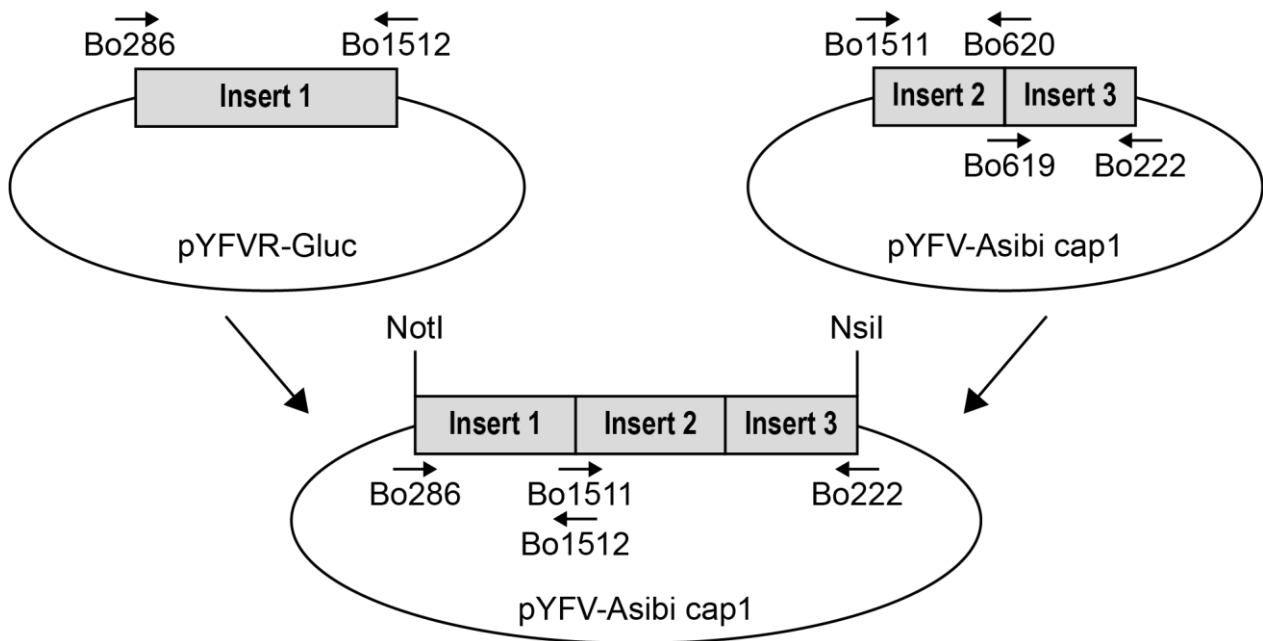 Bo286 Bo1512
Insert 1
pYFVR-Gluc
Bo1511 Bo620
Insert 2 Insert 3
Bo619 Bo222
pYFV-Asibi cap1
NotI NsiI
Insert 1 Insert 2 Insert 3
Bo286 Bo1511 Bo222
Bo1512
pYFV-Asibi cap1